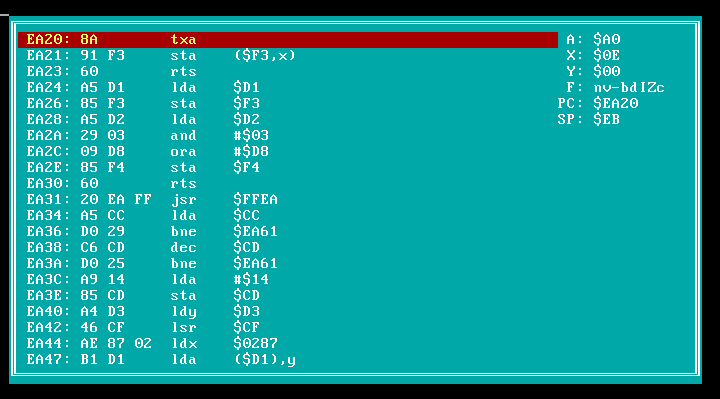 EA20: 8A txa A: $A0
EA21: 91 F3 sta ($F3,x) X: $0E
EA23: 60 rts Y: $00
EA24: A5 D1 lda $D1 F: nv-bdIZc
EA26: 85 F3 sta $F3 PC: $EA20
EA28: A5 D2 lda $D2 SP: $EB
EA2A: 29 03 and #$03
EA2C: 09 D8 ora #$D8
EA2E: 85 F4 sta $F4
EA30: 60 rts
EA31: 20 EA FF jsr $FFEA
EA34: A5 CC lda $CC
EA36: D0 29 bne $EA61
EA38: C6 CD dec $CD
EA3A: D0 25 bne $EA61
EA3C: A9 14 lda #$14
EA3E: 85 CD sta $CD
EA40: A4 D3 ldy $D3
EA42: 46 CF lsr $CF
EA44: AE 87 02 ldx $0287
EA47: B1 D1 lda ($D1),y